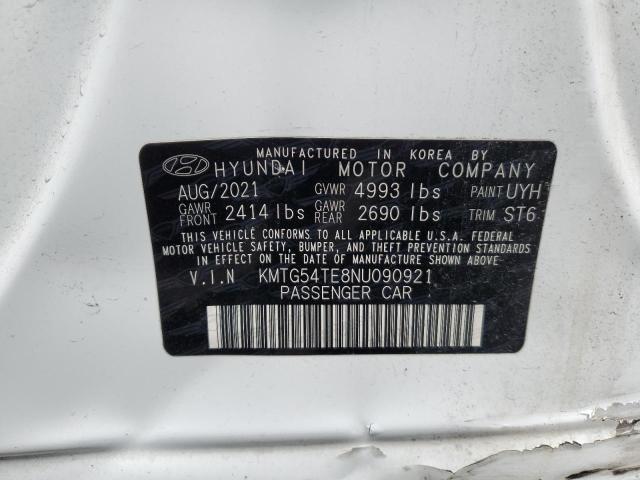 MANUFACTURED IN KOREA BY
HYUNDAI MOTOR COMPANY
AUG/2021 GVWR 4993 lbs PAINT UYH
GAWR FRONT 2414 lbs GAWR REAR 2690 lbs TRIM ST6
THIS VEHICLE CONFORMS TO ALL APPLICABLE U.S.A. FEDERAL
MOTOR VEHICLE SAFETY, BUMPER, AND THEFT PREVENTION STANDARDS
IN EFFECT ON THE DATE OF MANUFACTURE SHOWN ABOVE
V.I.N KMTG54TE8NU090921
PASSENGER CAR